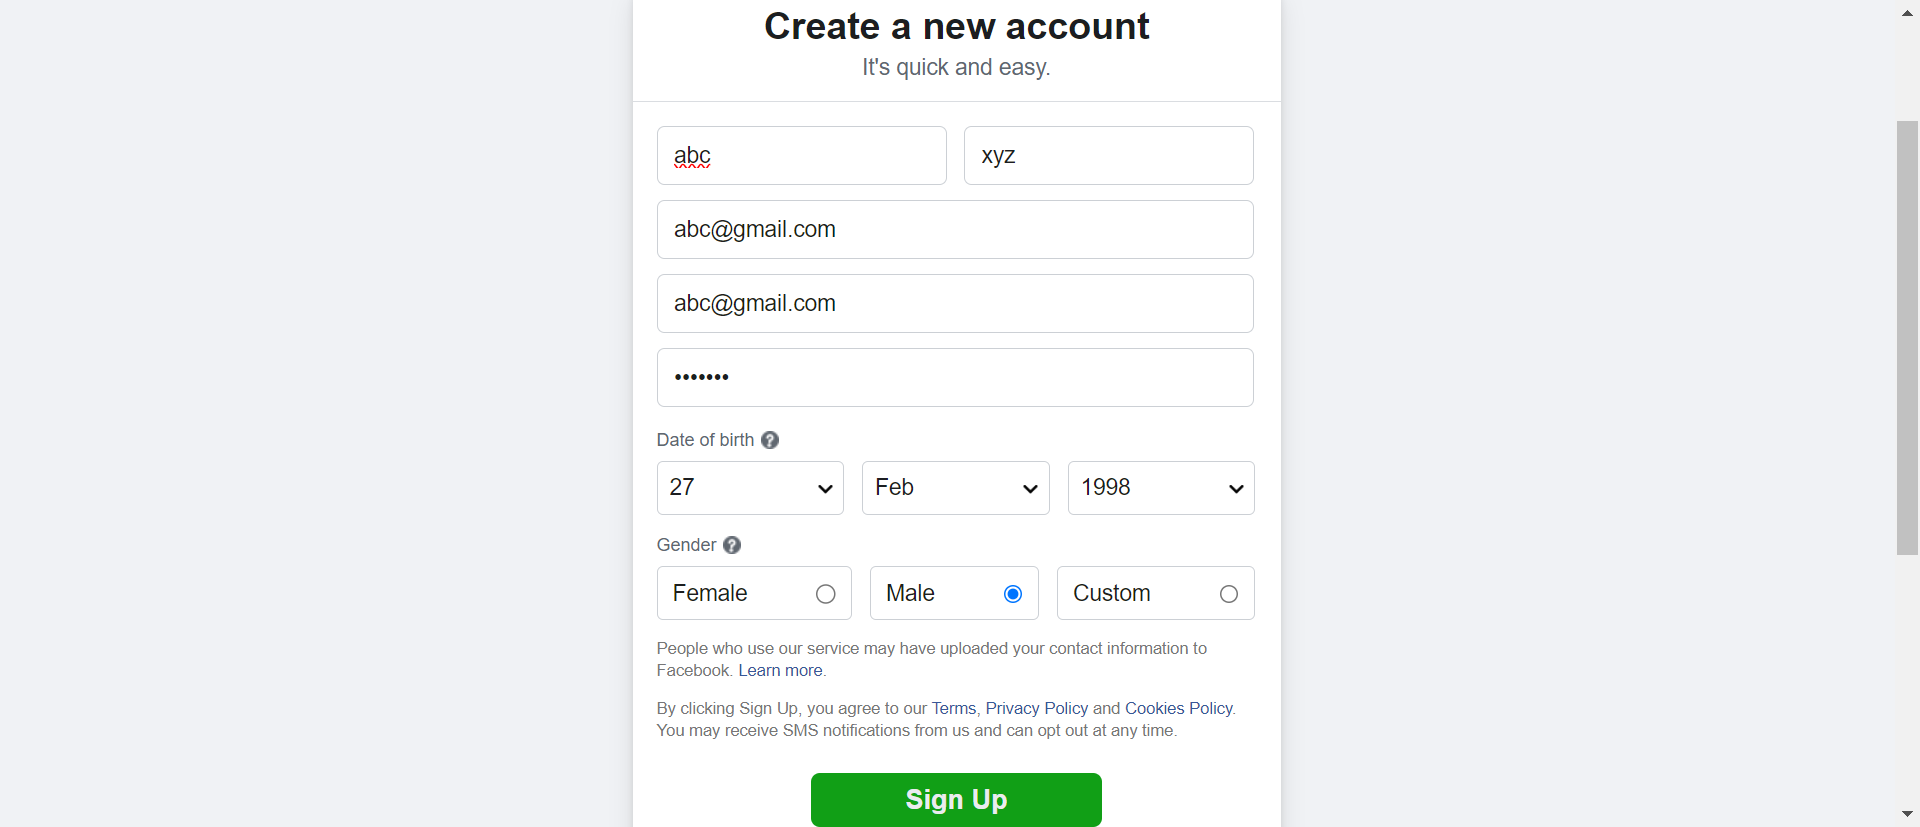 Create a new account
It's quick and easy.
abc xyz
abc@gmail.com
abc@gmail.com
•••••••
Date of birth ?
27 Feb 1998
Gender ?
Female Male Custom
People who use our service may have uploaded your contact information to
Facebook. Learn more.
By clicking Sign Up, you agree to our Terms, Privacy Policy and Cookies Policy.
You may receive SMS notifications from us and can opt out at any time.
Sign Up